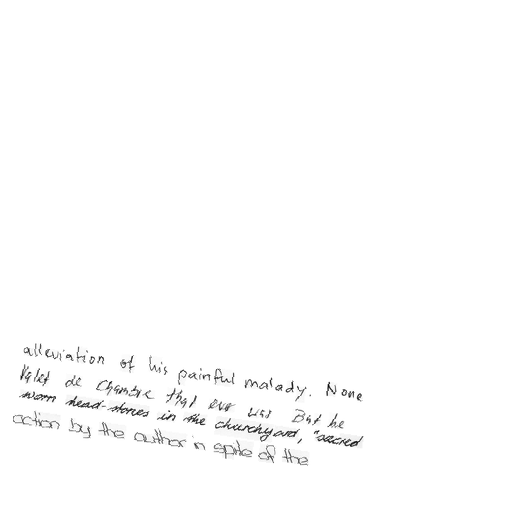 alleviation of his painful malady. None
Valet de Chambre that ever was But he
worn head-stones in the churchyard, "sacred
action by the author in spite of the